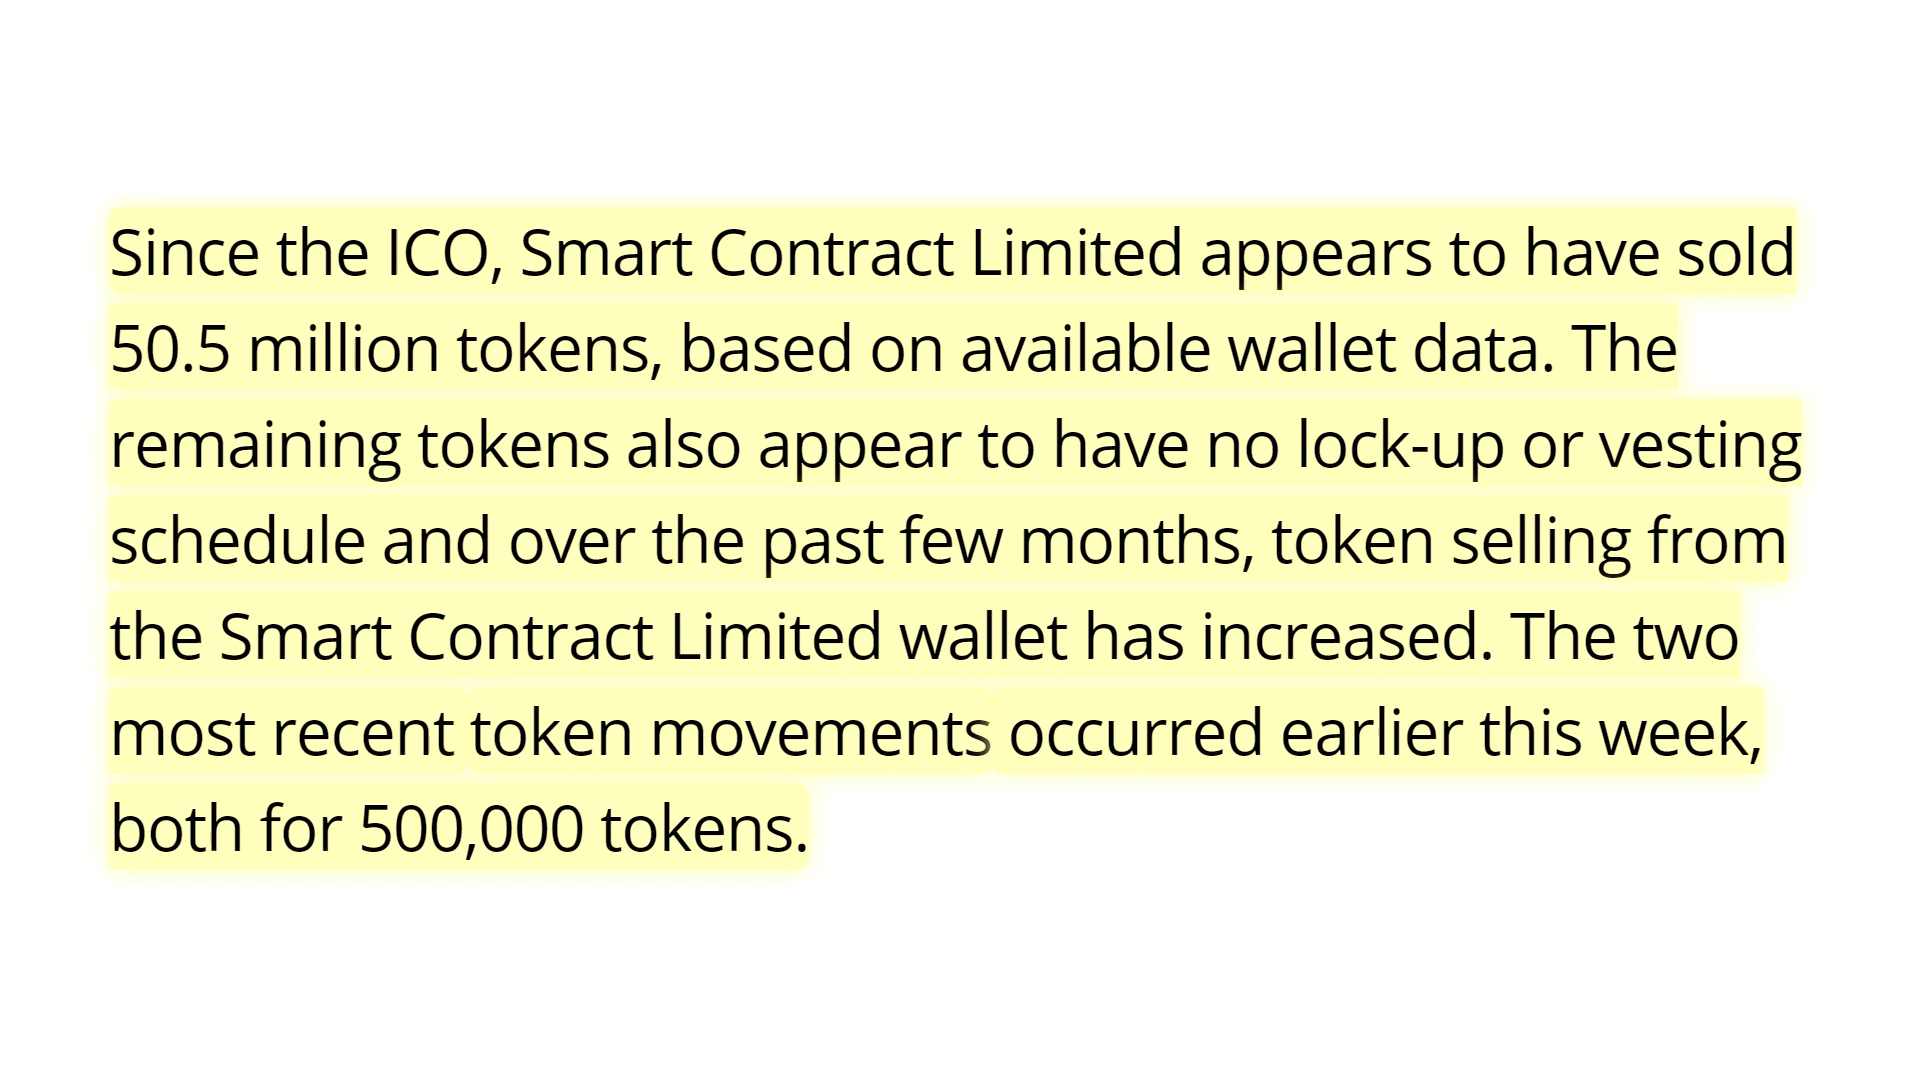 Since the ICO, Smart Contract Limited appears to have sold
50.5 million tokens, based on available wallet data. The
remaining tokens also appear to have no lock-up or vesting
schedule and over the past few months, token selling from
the Smart Contract Limited wallet has increased. The two
most recent token movements occurred earlier this week,
both for 500,000 tokens.